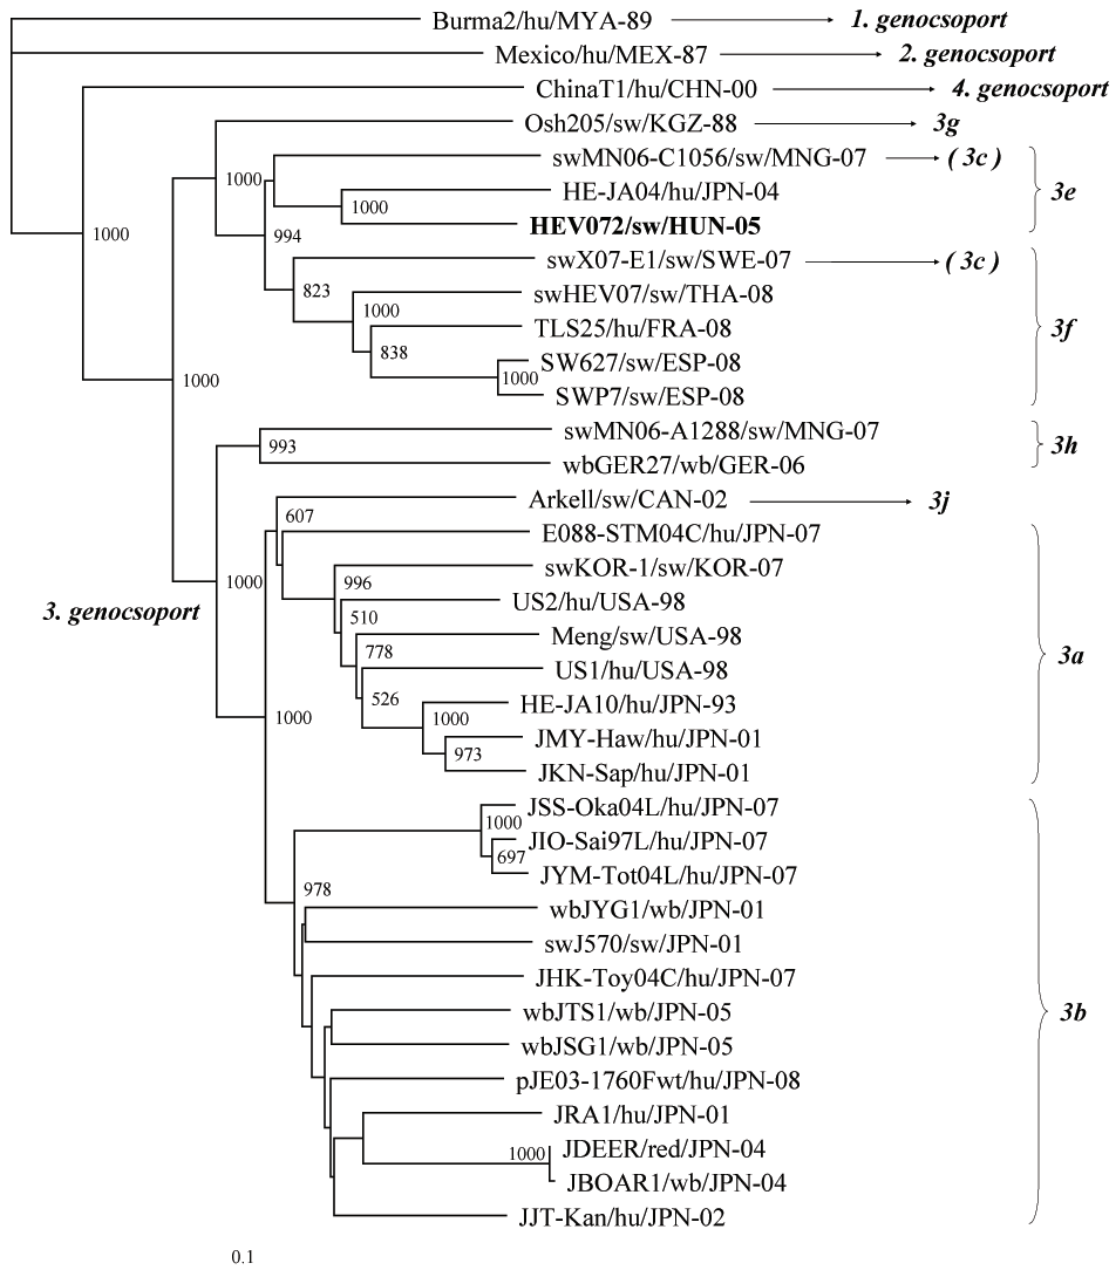 Burma2/hu/MYA-89 1. genocsoport
Mexico/hu/MEX-87 2. genocsoport
ChinaT1/hu/CHN-00 4. genocsoport
Osh205/sw/KGZ-88 3g
swMN06-C1056/sw/MNG-07 (3c)
1000
HE-JA04/hu/JPN-04 3e
1000
HEV072/sw/HUN-05
1000 994
swX07-E1/sw/SWE-07 (3c)
823
swHEV07/sw/THA-08
1000
TLS25/hu/FRA-08 3f
838
SW627/sw/ESP-08
1000 1000
SWP7/sw/ESP-08
swMN06-A1288/sw/MNG-07
993 3h
wbGER27/wb/GER-06
Arkell/sw/CAN-02 3j
607
E088-STM04C/hu/JPN-07
swKOR-1/sw/KOR-07
1000 996
US2/hu/USA-98
3. genocsoport 510
Meng/sw/USA-98
778 3a
US1/hu/USA-98
526
HE-JA10/hu/JPN-93
1000 1000
JMY-Haw/hu/JPN-01
973
JKN-Sap/hu/JPN-01
JSS-Oka04L/hu/JPN-07
1000
JIO-Sai97L/hu/JPN-07
697
JYM-Tot04L/hu/JPN-07
978
wbJYG1/wb/JPN-01
swJ570/sw/JPN-01
JHK-Toy04C/hu/JPN-07
wbJTS1/wb/JPN-05 3b
wbJSG1/wb/JPN-05
pJE03-1760Fwt/hu/JPN-08
JRA1/hu/JPN-01
1000 JDEER/red/JPN-04
JBOAR1/wb/JPN-04
JJT-Kan/hu/JPN-02
0.1